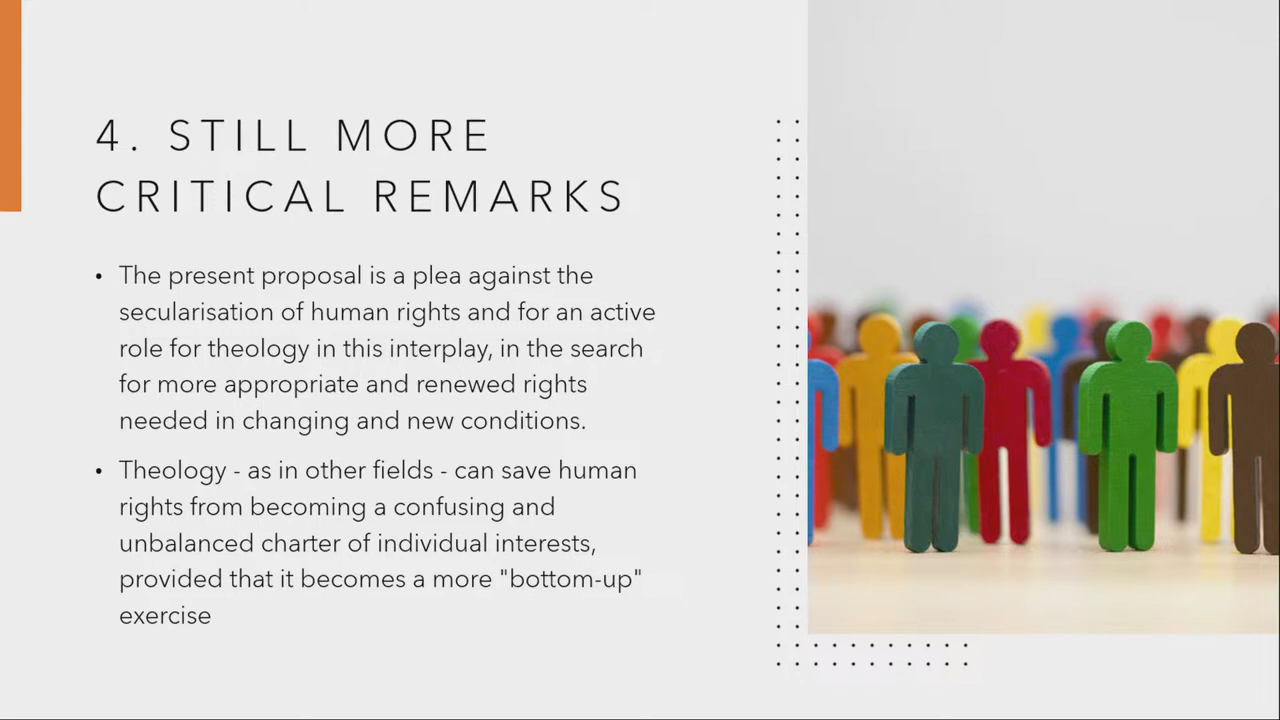 4. STILL MORE
CRITICAL REMARKS
• The present proposal is a plea against the
secularisation of human rights and for an active
role for theology in this interplay, in the search
for more appropriate and renewed rights
needed in changing and new conditions.
• Theology - as in other fields - can save human
rights from becoming a confusing and
unbalanced charter of individual interests,
provided that it becomes a more "bottom-up"
exercise